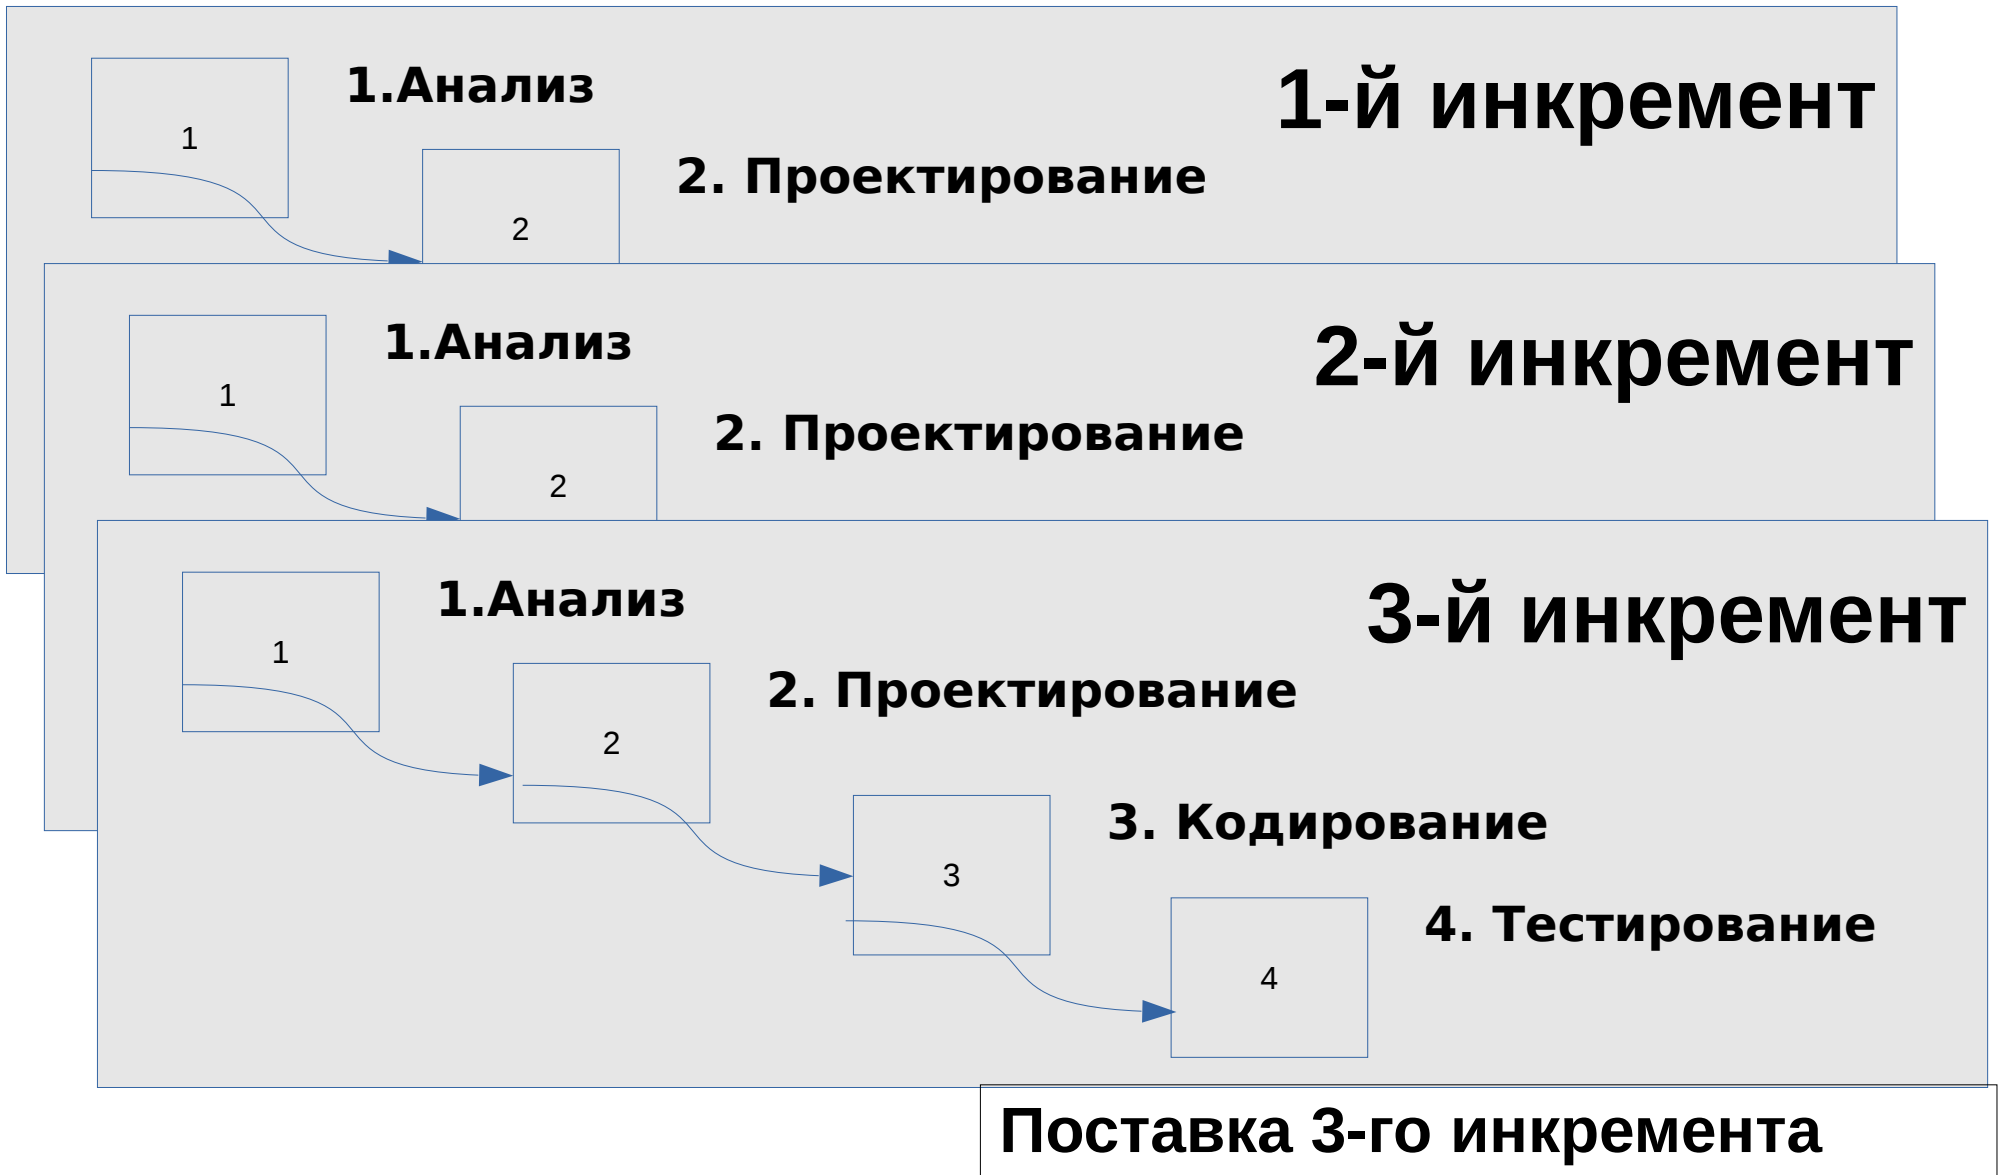 1-й инкремент
1.Анализ
1
2. Проектирование
2
2-й инкремент
1.Анализ
1
2. Проектирование
2
3-й инкремент
1.Анализ
1
2. Проектирование
2
3. Кодирование
3
4. Тестирование
4
Поставка 3-го инкремента